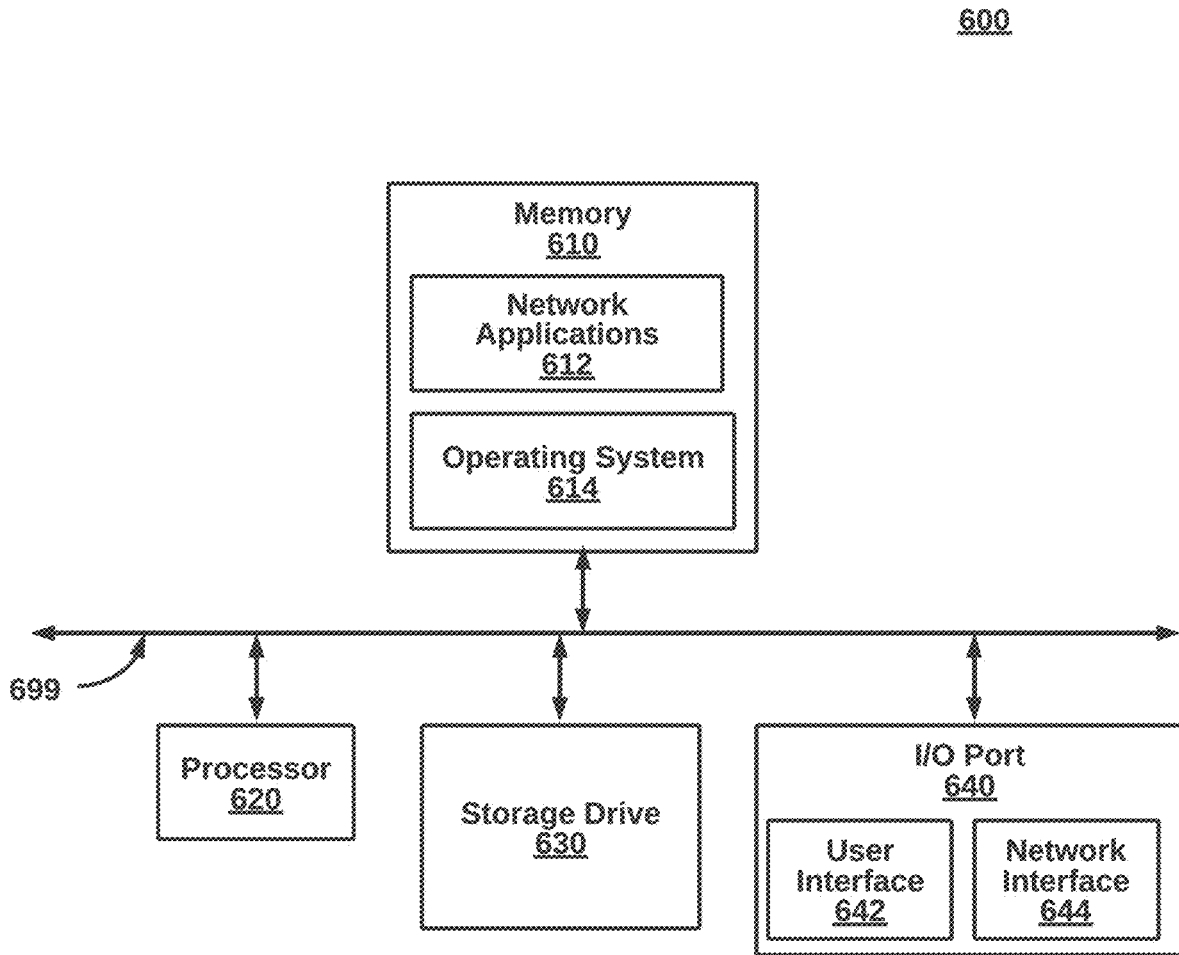 600
Memory
610
Network
Applications
612
Operating System
614
699
Processor
620
Storage Drive
630
I/O Port
640
User
Interface
642
Network
Interface
644